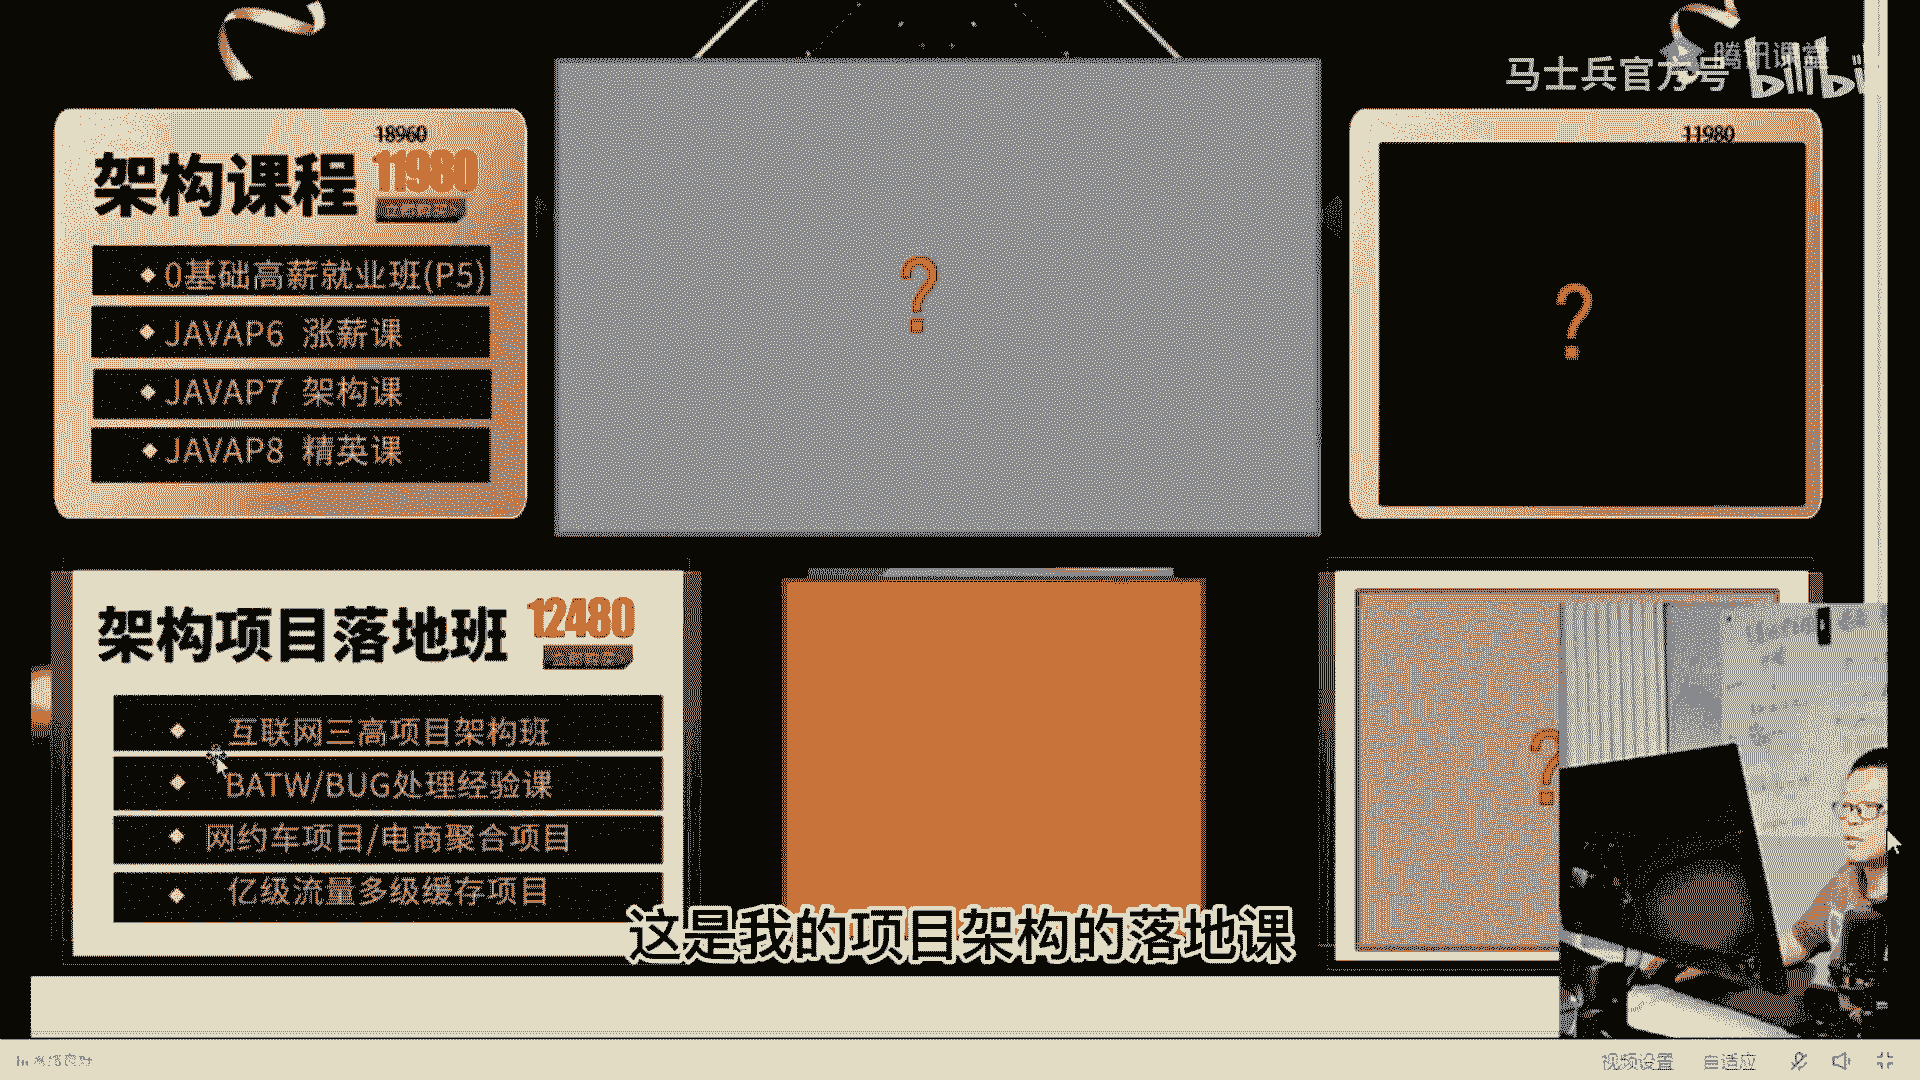 马士兵官方号 bilibi
腾讯课堂
18960
架构课程 11980
0基础高薪就业班(P5)
JAVAP6 涨薪课
JAVAP7 架构课
JAVAP8 精英课
?
11980
?
架构项目落地班 12480
互联网三高项目架构班
BATW/BUG处理经验课
网约车项目/电商聚合项目
亿级流量多级缓存项目
?
这是我的项目架构的落地课
视频设置 自适应